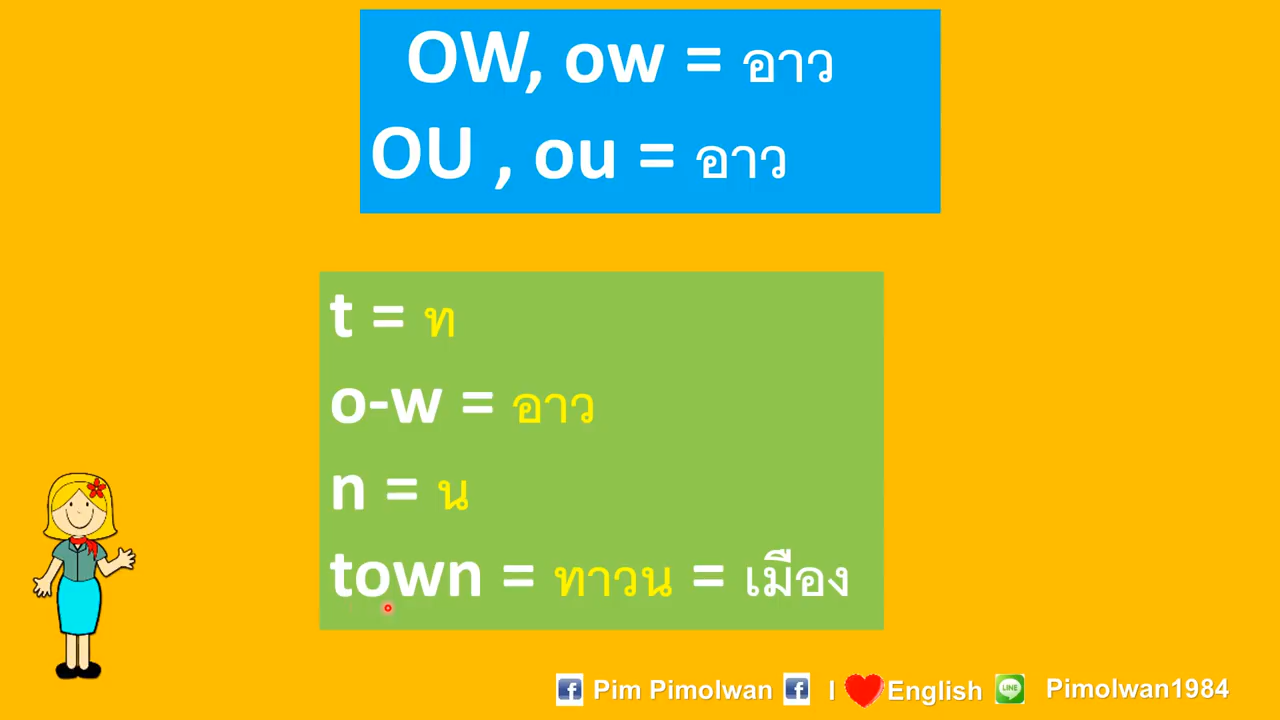 OW, ow = อาว
OU , ou = อาว
t = ท
o-w = อาว
n = น
town = ทาวน = เมือง
Pim Pimolwan I English LINE Pimolwan1984